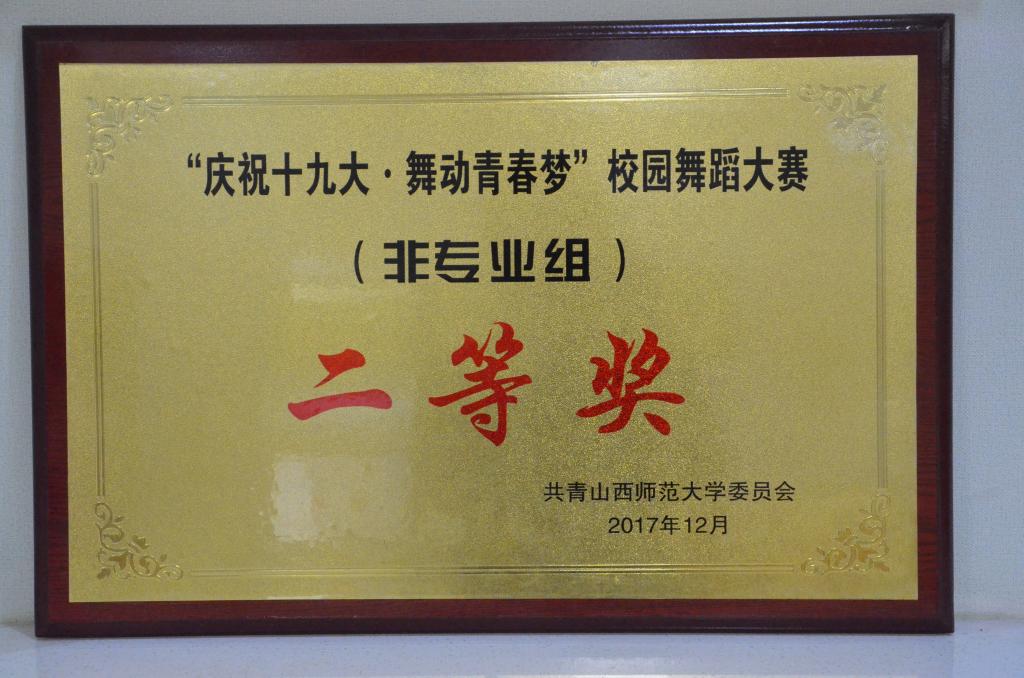 “庆祝十九大·舞动青春梦”校园舞蹈大赛
（非专业组）
二等奖
共青山西师范大学委员会
2017年12月